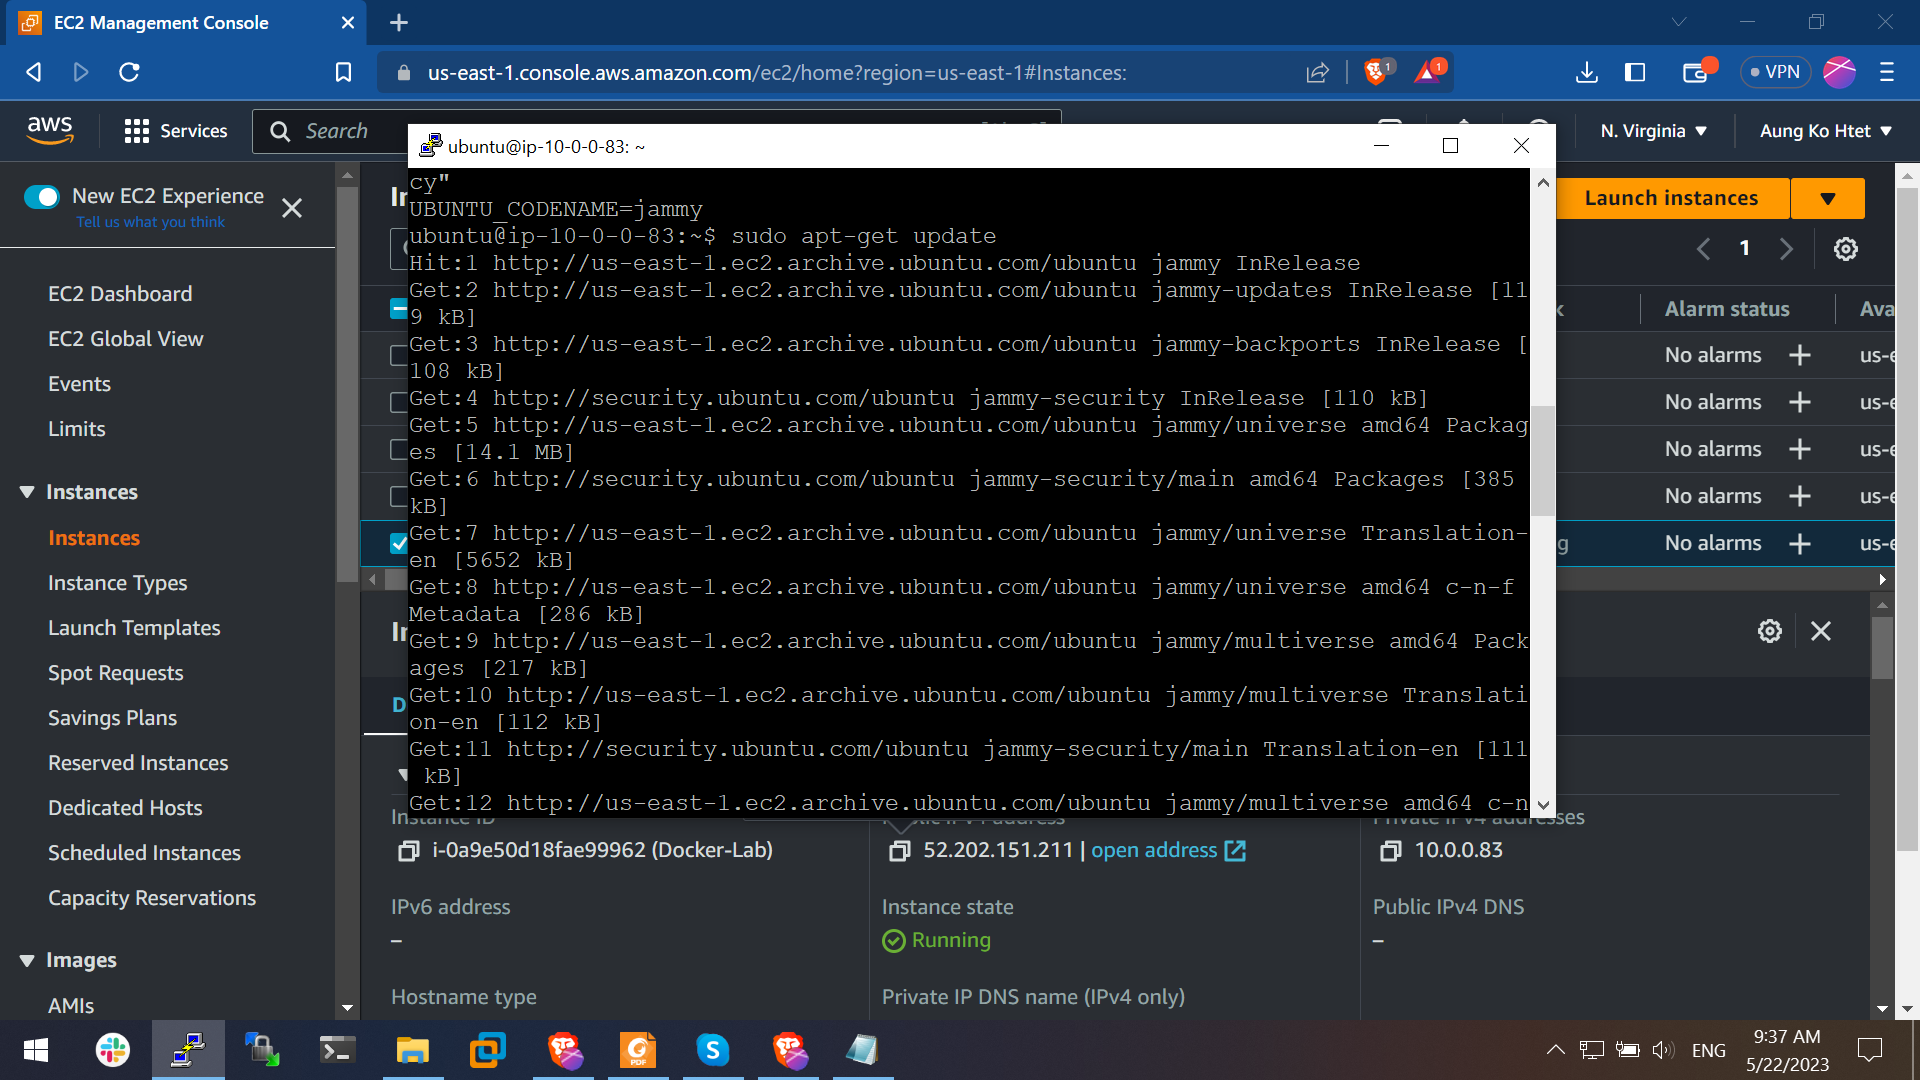 EC2 Management Console
us-east-1.console.aws.amazon.com/ec2/home?region=us-east-1#Instances:
1
1
VPN
aws
Services
Search
N. Virginia
Aung Ko Htet
ubuntu@ip-10-0-0-83: ~
New EC2 Experience
Tell us what you think
EC2 Dashboard
EC2 Global View
Events
Limits
Instances
Instances
Instance Types
Launch Templates
Spot Requests
Savings Plans
Reserved Instances
Dedicated Hosts
Scheduled Instances
Capacity Reservations
Images
AMIs
cy"
UBUNTU_CODENAME=jammy
ubuntu@ip-10-0-0-83:~$ sudo apt-get update
Hit:1 http://us-east-1.ec2.archive.ubuntu.com/ubuntu jammy InRelease
Get:2 http://us-east-1.ec2.archive.ubuntu.com/ubuntu jammy-updates InRelease [11
9 kB]
Get:3 http://us-east-1.ec2.archive.ubuntu.com/ubuntu jammy-backports InRelease [
108 kB]
Get:4 http://security.ubuntu.com/ubuntu jammy-security InRelease [110 kB]
Get:5 http://us-east-1.ec2.archive.ubuntu.com/ubuntu jammy/universe amd64 Packag
es [14.1 MB]
Get:6 http://security.ubuntu.com/ubuntu jammy-security/main amd64 Packages [385
kB]
Get:7 http://us-east-1.ec2.archive.ubuntu.com/ubuntu jammy/universe Translation-
en [5652 kB]
Get:8 http://us-east-1.ec2.archive.ubuntu.com/ubuntu jammy/universe amd64 c-n-f
Metadata [286 kB]
Get:9 http://us-east-1.ec2.archive.ubuntu.com/ubuntu jammy/multiverse amd64 Pack
ages [217 kB]
Get:10 http://us-east-1.ec2.archive.ubuntu.com/ubuntu jammy/multiverse Translati
on-en [112 kB]
Get:11 http://security.ubuntu.com/ubuntu jammy-security/main Translation-en [111
kB]
Get:12 http://us-east-1.ec2.archive.ubuntu.com/ubuntu jammy/multiverse amd64 c-n
Launch instances
1
Alarm status
Ava
No alarms +
us-e
No alarms +
us-e
No alarms +
us-e
No alarms +
us-e
No alarms +
us-e
Instance ID
i-0a9e50d18fae99962 (Docker-Lab)
52.202.151.211 | open address
Private IPv4 addresses
10.0.0.83
IPv6 address
–
Instance state
Running
Public IPv4 DNS
–
Hostname type
Private IP DNS name (IPv4 only)
PDF
ENG
9:37 AM
5/22/2023